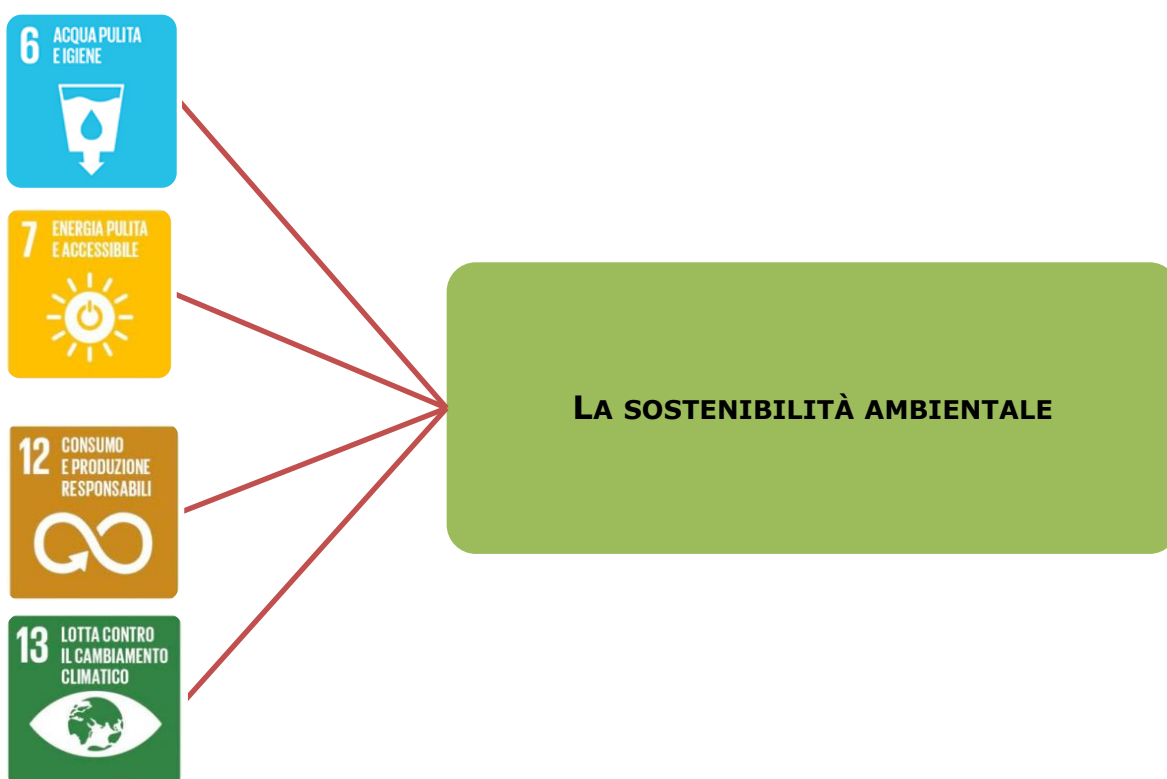 6 ACQUA PULITA
E IGIENE
7 ENERGIA PULITA
E ACCESSIBILE
12 CONSUMO
E PRODUZIONE
RESPONSABILI
13 LOTTA CONTRO
IL CAMBIAMENTO
CLIMATICO
LA SOSTENIBILITÀ AMBIENTALE